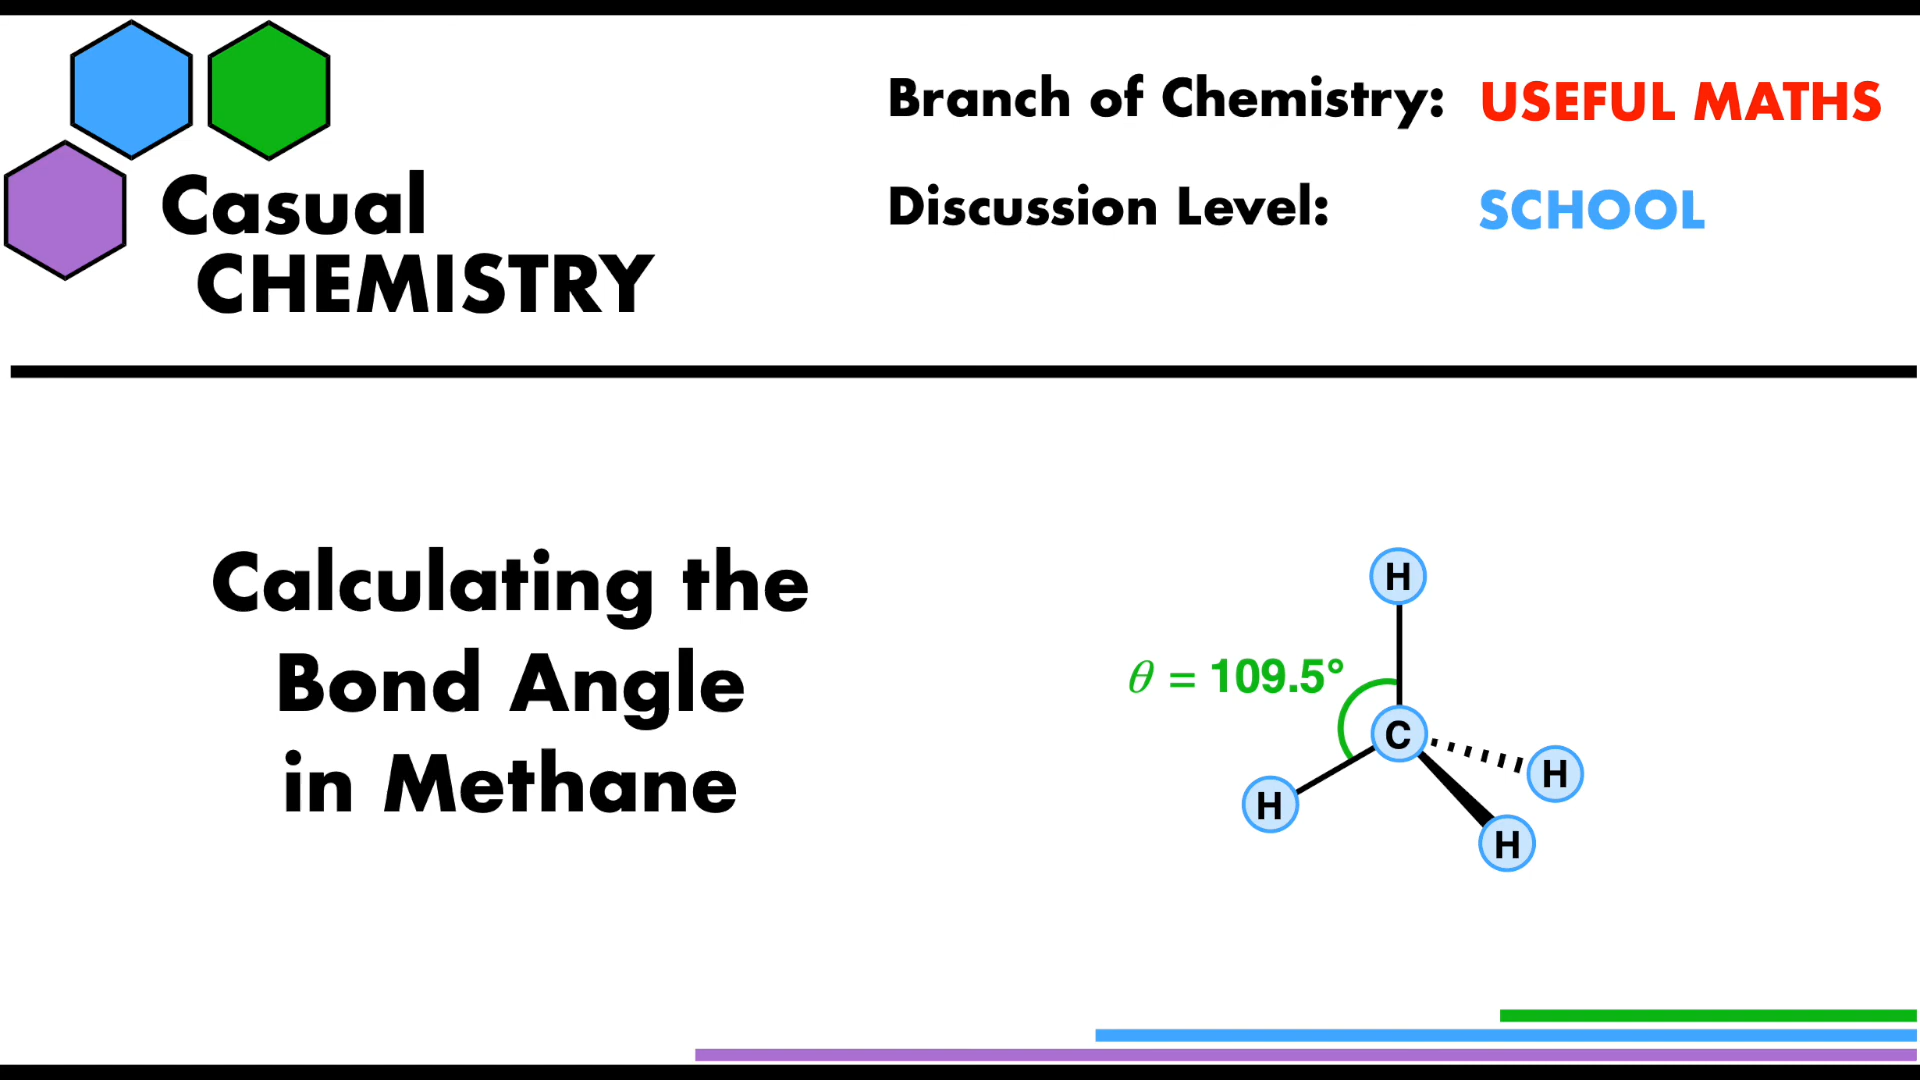 Casual
CHEMISTRY
Branch of Chemistry: USEFUL MATHS
Discussion Level: SCHOOL
Calculating the
Bond Angle
in Methane
H
θ = 109.5°
C
H
H
H